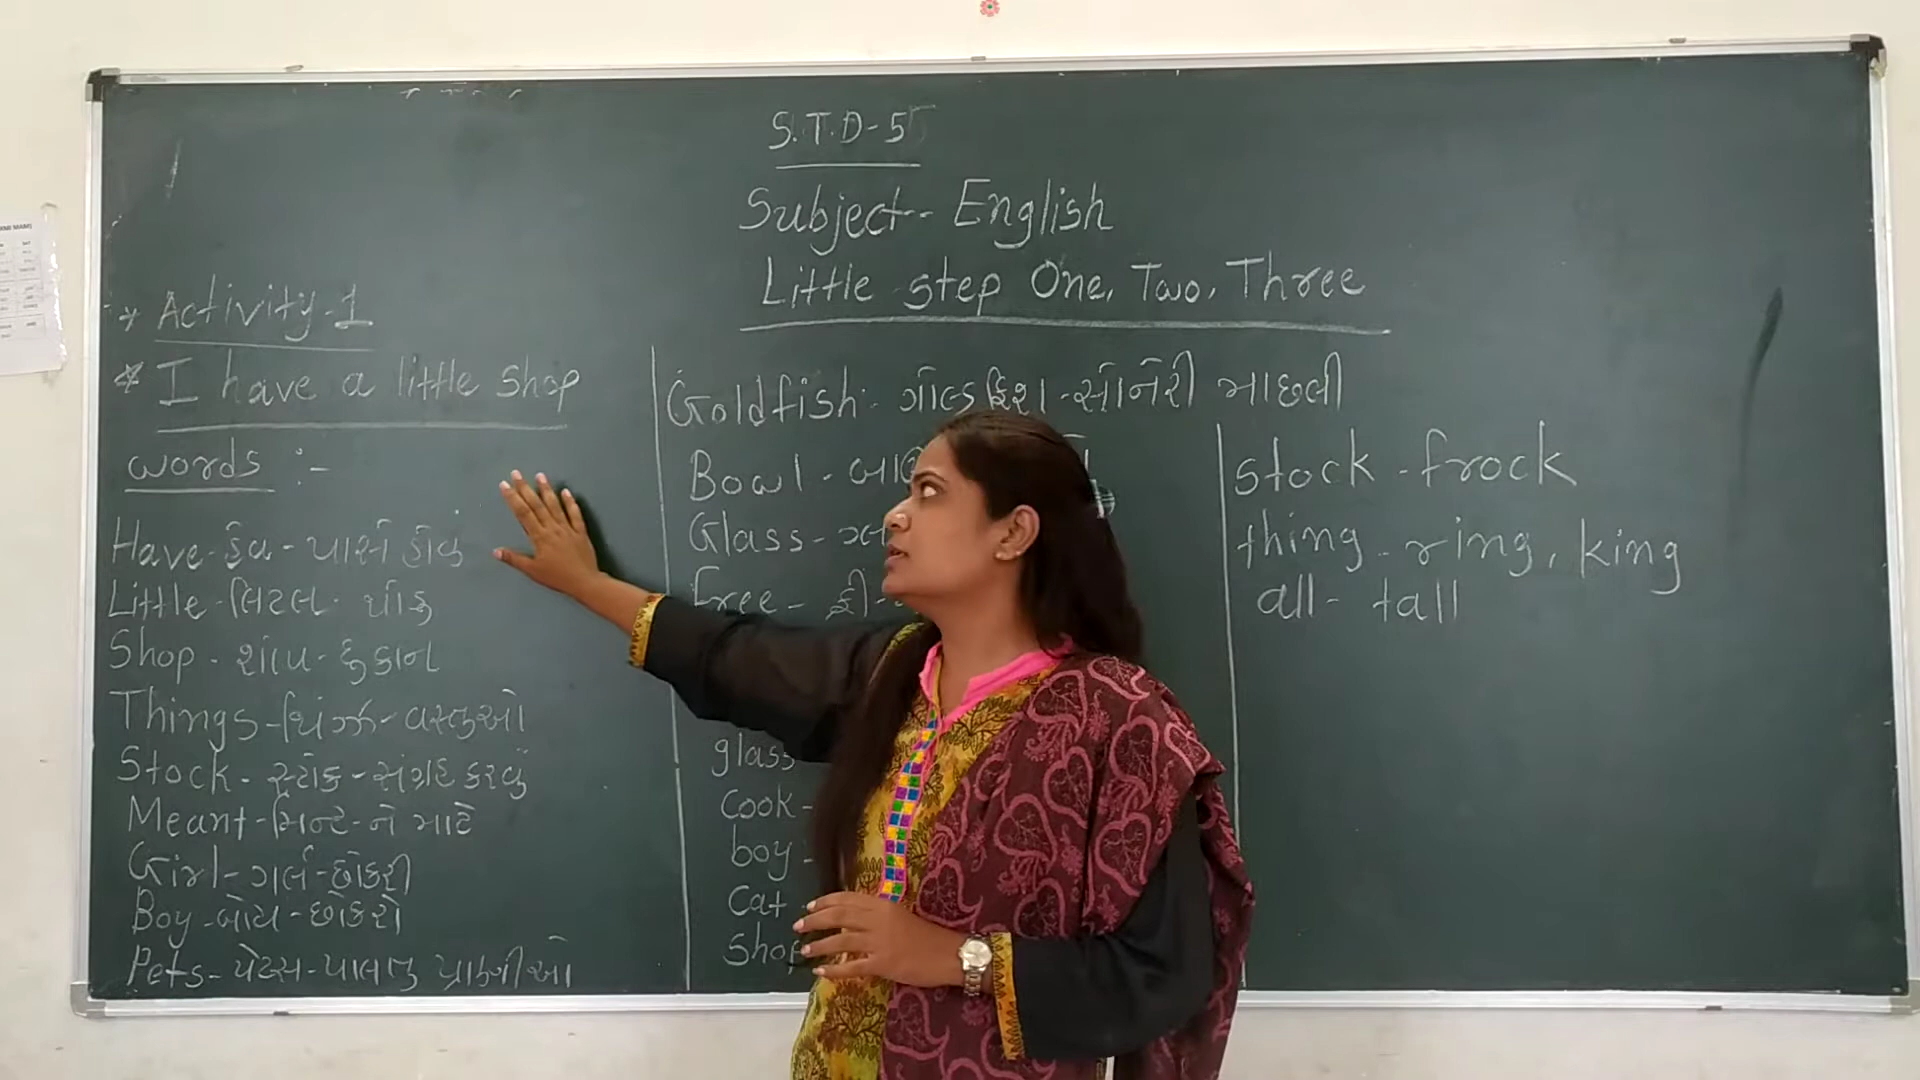 S.T.D-5
Subject- English
Little step One, Two, Three
* Activity-1
* I have a little shop
words :-
Have-હેવ-પાસે હોવું
Little-લિટલ-થોડુ
Shop-શોપ-દુકાન
Things-થિંગ્ઝ-વસ્તુઓ
Stock-સ્ટોક-સંગ્રહ કરવું
Meant-મિન્ટ-ને માટે
Girl-ગર્લ-છોકરી
Boy-બોય-છોકરો
Pets-પેટસ-પાલતુ પ્રાણીઓ
Goldfish-ગોલ્ડફિશ-સોનેરી માછલી
Bowl-
Glass-
free-ફ્રી-
glass-
cook-
boy-
cat
shop
stock-frock
thing-ring, king
all-tall